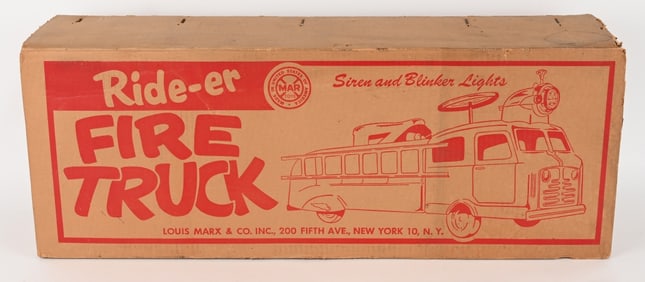 Ride-er
MAR
Siren and Blinker Lights
FIRE
TRUCK
LOUIS MARX & CO. INC., 200 FIFTH AVE., NEW YORK 10, N. Y.